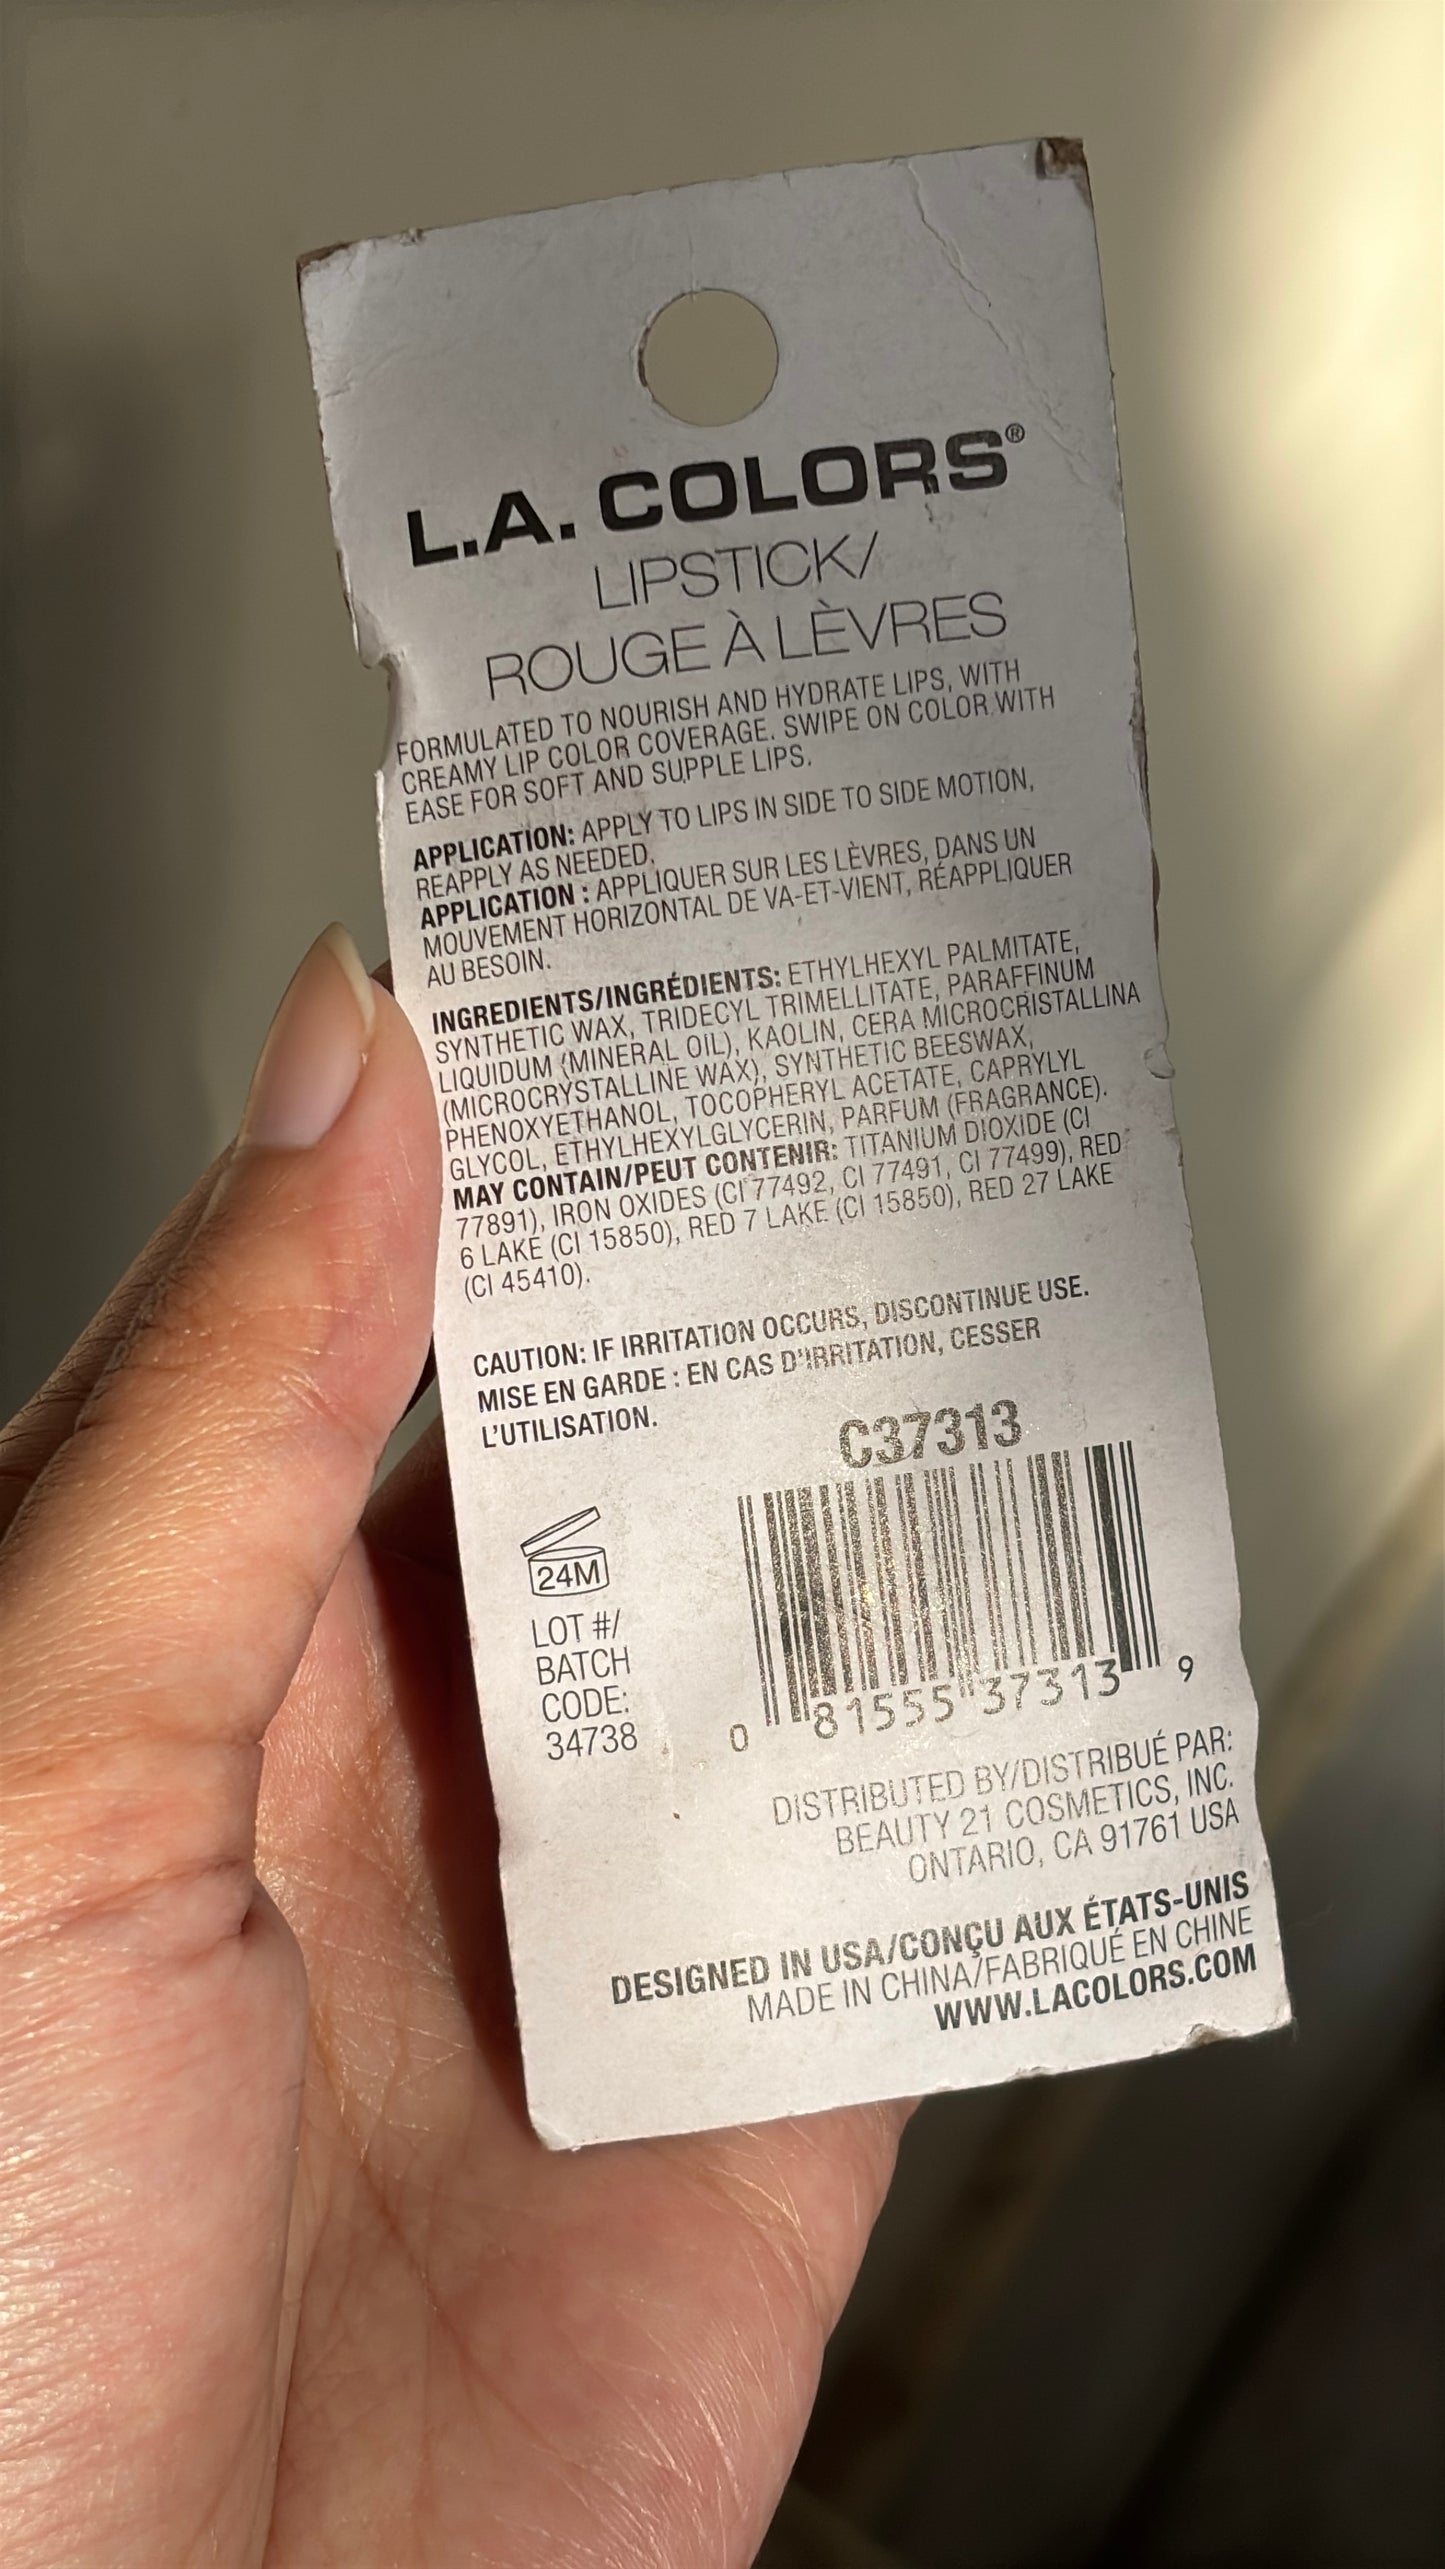 L.A. COLORS®
LIPSTICK/
ROUGE À LÈVRES
FORMULATED TO NOURISH AND HYDRATE LIPS, WITH
CREAMY LIP COLOR COVERAGE. SWIPE ON COLOR WITH
EASE FOR SOFT AND SUPPLE LIPS.
APPLICATION: APPLY TO LIPS IN SIDE TO SIDE MOTION,
REAPPLY AS NEEDED.
APPLICATION : APPLIQUER SUR LES LÈVRES, DANS UN
MOUVEMENT HORIZONTAL DE VA-ET-VIENT, RÉAPPLIQUER
AU BESOIN.
INGREDIENTS/INGRÉDIENTS: ETHYLHEXYL PALMITATE,
SYNTHETIC WAX, TRIDECYL TRIMELLITATE, PARAFFINUM
LIQUIDUM (MINERAL OIL), KAOLIN, CERA MICROCRISTALLINA
(MICROCRYSTALLINE WAX), SYNTHETIC BEESWAX,
PHENOXYETHANOL, TOCOPHERYL ACETATE, CAPRYLYL
GLYCOL, ETHYLHEXYLGLYCERIN, PARFUM (FRAGRANCE).
MAY CONTAIN/PEUT CONTENIR: TITANIUM DIOXIDE (CI
77891), IRON OXIDES (CI 77492, CI 77491, CI 77499), RED
6 LAKE (CI 15850), RED 7 LAKE (CI 15850), RED 27 LAKE
(CI 45410).
CAUTION: IF IRRITATION OCCURS, DISCONTINUE USE.
MISE EN GARDE : EN CAS D'IRRITATION, CESSER
L'UTILISATION.
C37313
24M
LOT #/
BATCH
CODE:
34738
0 81555 37313 9
DISTRIBUTED BY/DISTRIBUÉ PAR:
BEAUTY 21 COSMETICS, INC.
ONTARIO, CA 91761 USA
DESIGNED IN USA/CONÇU AUX ÉTATS-UNIS
MADE IN CHINA/FABRIQUÉ EN CHINE
WWW.LACOLORS.COM